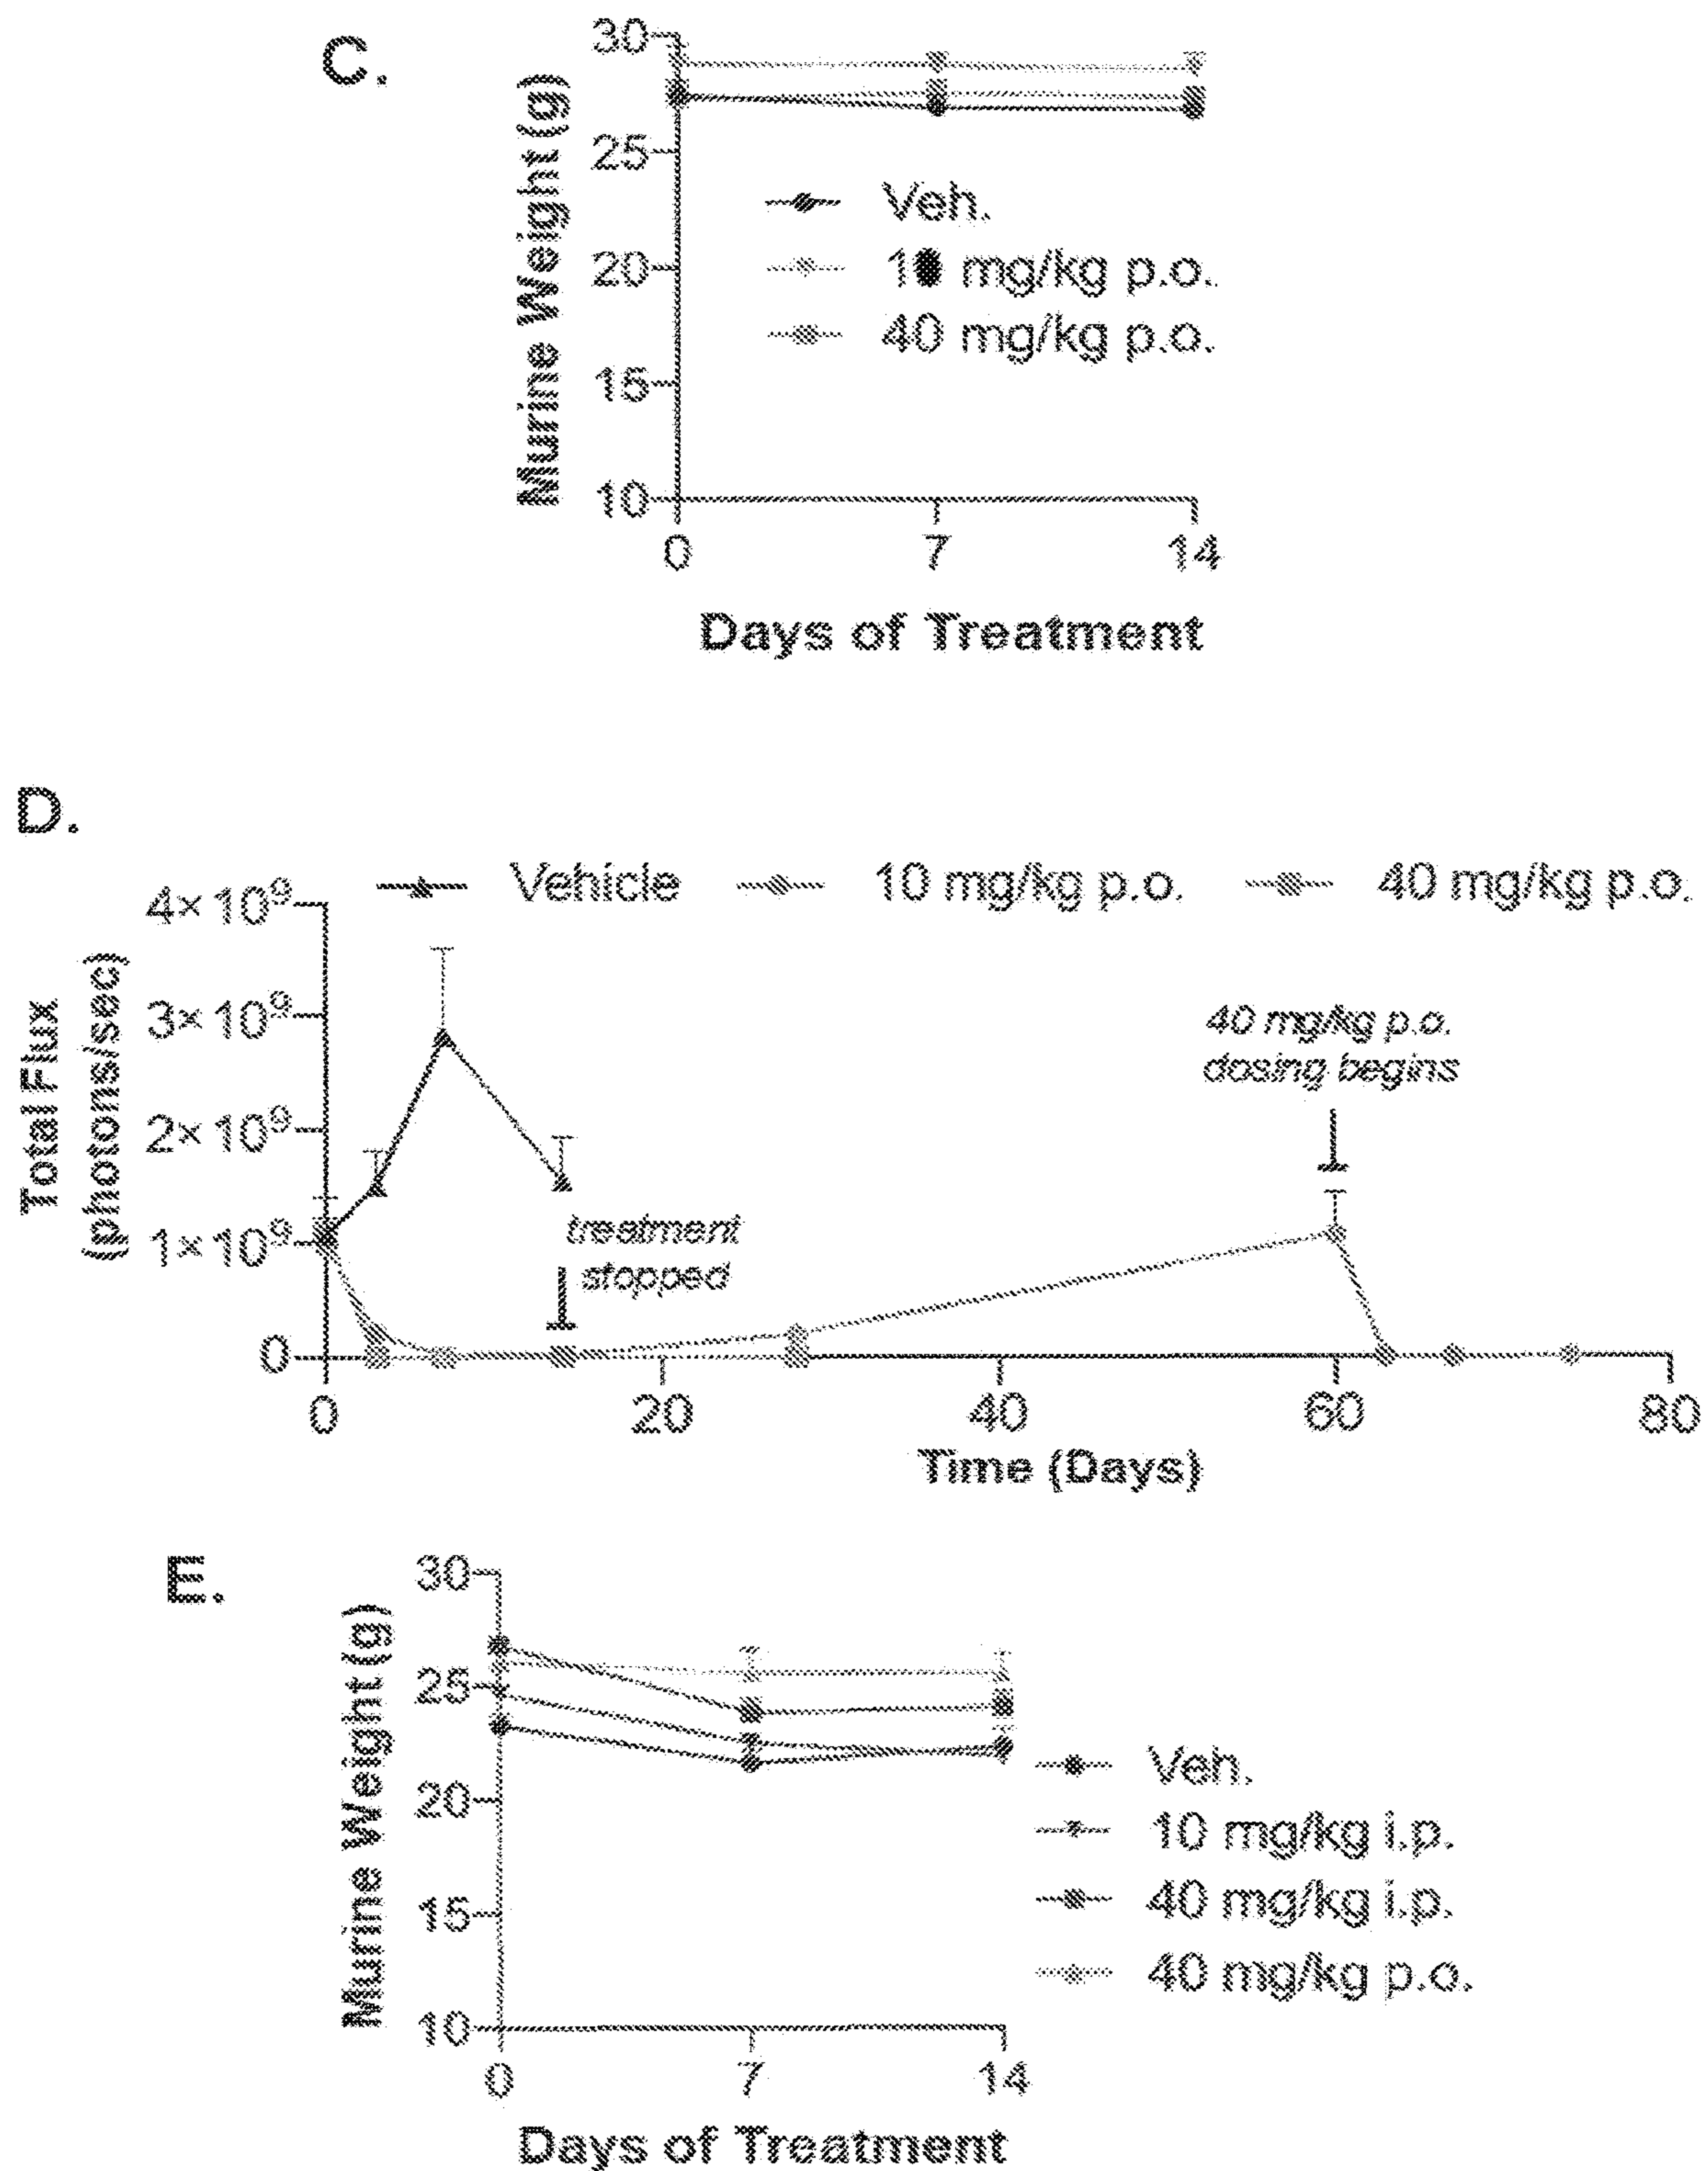 C.
Murine Weight (g)
30
25
20
15
10
Veh.
10 mg/kg p.o.
40 mg/kg p.o.
0 7 14
Days of Treatment
D.
Vehicle 10 mg/kg p.o. 40 mg/kg p.o.
Total Flux
(photons/sec)
4×10⁹
3×10⁹
2×10⁹
1×10⁹
0
treatment
stopped
40 mg/kg p.o.
dosing begins
0 20 40 60 80
Time (Days)
E.
Murine Weight (g)
30
25
20
15
10
Veh.
10 mg/kg i.p.
40 mg/kg i.p.
40 mg/kg p.o.
0 7 14
Days of Treatment